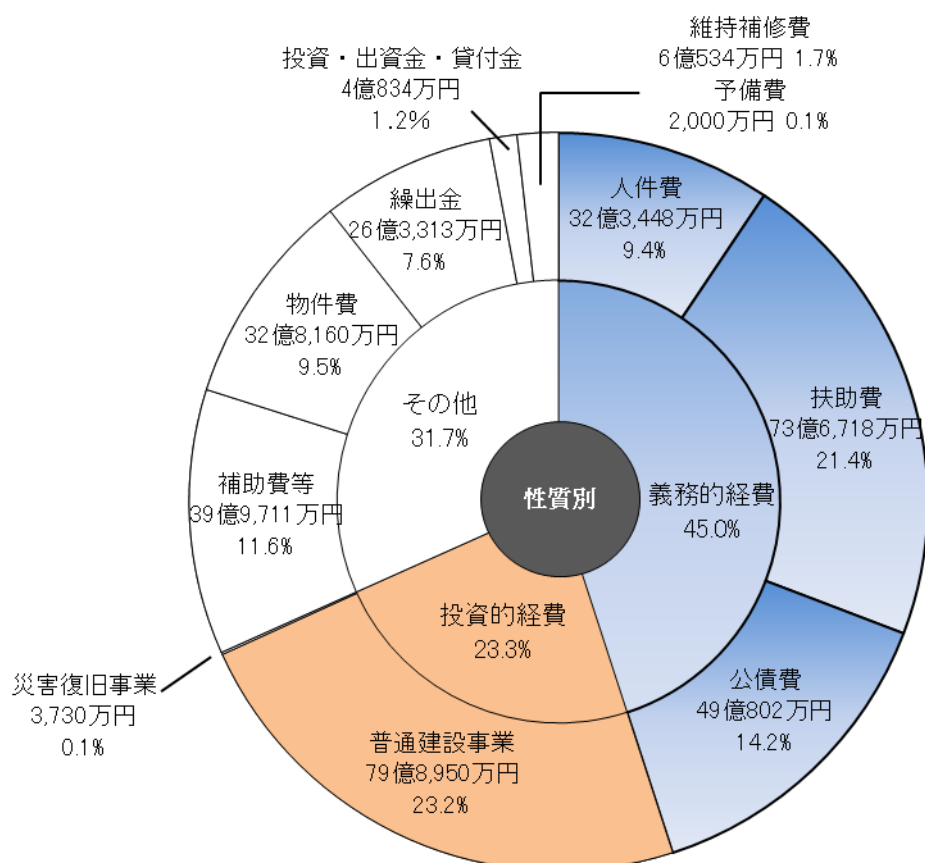 維持補修費
6億534万円 1.7%
予備費
2,000万円 0.1%
投資・出資金・貸付金
4億834万円
1.2%
人件費
32億3,448万円
9.4%
扶助費
73億6,718万円
21.4%
公債費
49億802万円
14.2%
義務的経費
45.0%
性質別
投資的経費
23.3%
普通建設事業
79億8,950万円
23.2%
災害復旧事業
3,730万円
0.1%
その他
31.7%
補助費等
39億9,711万円
11.6%
物件費
32億8,160万円
9.5%
繰出金
26億3,313万円
7.6%